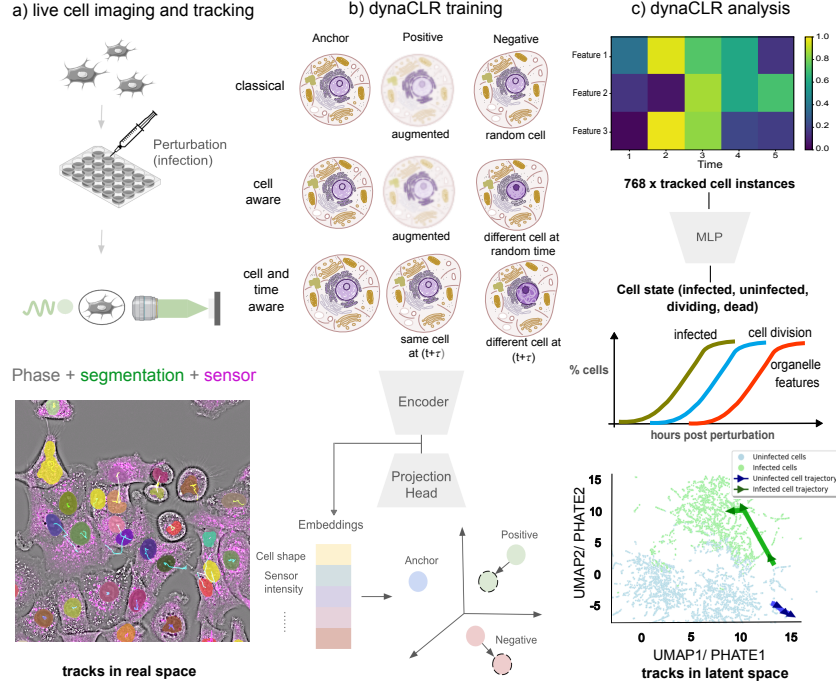 a) live cell imaging and tracking
Perturbation
(infection)
Phase + segmentation + sensor
tracks in real space
b) dynaCLR training
Anchor
Positive
Negative
classical
augmented
random cell
cell
aware
augmented
different cell at
random time
cell and
time
aware
same cell
at (t+τ)
different cell at
(t+τ)
Encoder
Projection
Head
Embeddings
Cell shape
Sensor
intensity
Anchor
Positive
Negative
c) dynaCLR analysis
Feature 1
Feature 2
Feature 3
1 2 3 4 5
Time
1.0
0.8
0.6
0.4
0.2
0.0
768 x tracked cell instances
MLP
Cell state (infected, uninfected,
dividing, dead)
infected
cell division
organelle
features
% cells
hours post perturbation
Uninfected cells
Infected cells
Uninfected cell trajectory
Infected cell trajectory
UMAP2/ PHATE2
15
10
5
0
-5
0 5 10 15
UMAP1/ PHATE1
tracks in latent space